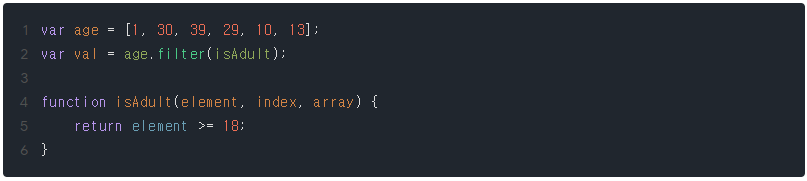 1 var age = [1, 30, 39, 29, 10, 13];
2 var val = age.filter(isAdult);
3
4 function isAdult(element, index, array) {
5     return element >= 18;
6 }